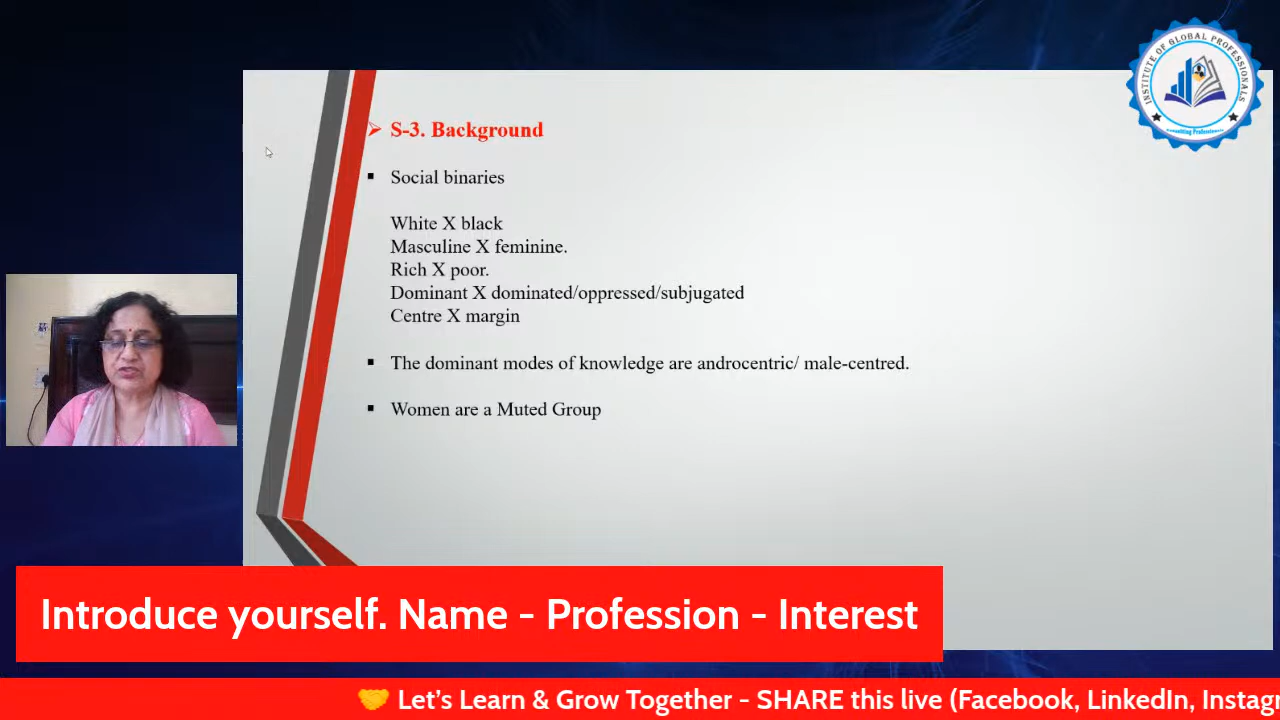 INSTITUTE OF GLOBAL PROFESSIONALS
Consulting Professionals
➢ S-3. Background
▪ Social binaries
White X black
Masculine X feminine.
Rich X poor.
Dominant X dominated/oppressed/subjugated
Centre X margin
▪ The dominant modes of knowledge are androcentric/ male-centred.
▪ Women are a Muted Group
Introduce yourself. Name - Profession - Interest
🤝 Let's Learn & Grow Together - SHARE this live (Facebook, LinkedIn, Instagr